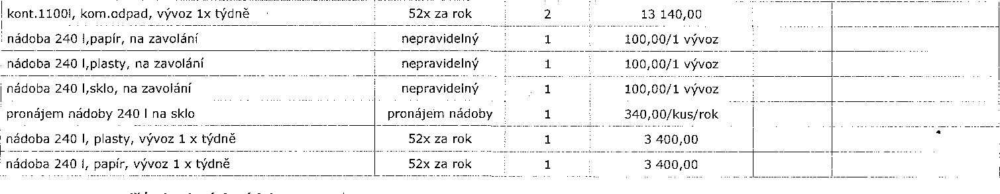 kont.1100l, kom.odpad, vývoz 1x týdně 52x za rok 2 13 140,00
nádoba 240 l,papír, na zavolání nepravidelný 1 100,00/1 vývoz
nádoba 240 l,plasty, na zavolání nepravidelný 1 100,00/1 vývoz
nádoba 240 l,sklo, na zavolání nepravidelný 1 100,00/1 vývoz
pronájem nádoby 240 l na sklo pronájem nádoby 1 340,00/kus/rok
nádoba 240 l, plasty, vývoz 1 x týdně 52x za rok 1 3 400,00
nádoba 240 l, papír, vývoz 1 x týdně 52x za rok 1 3 400,00